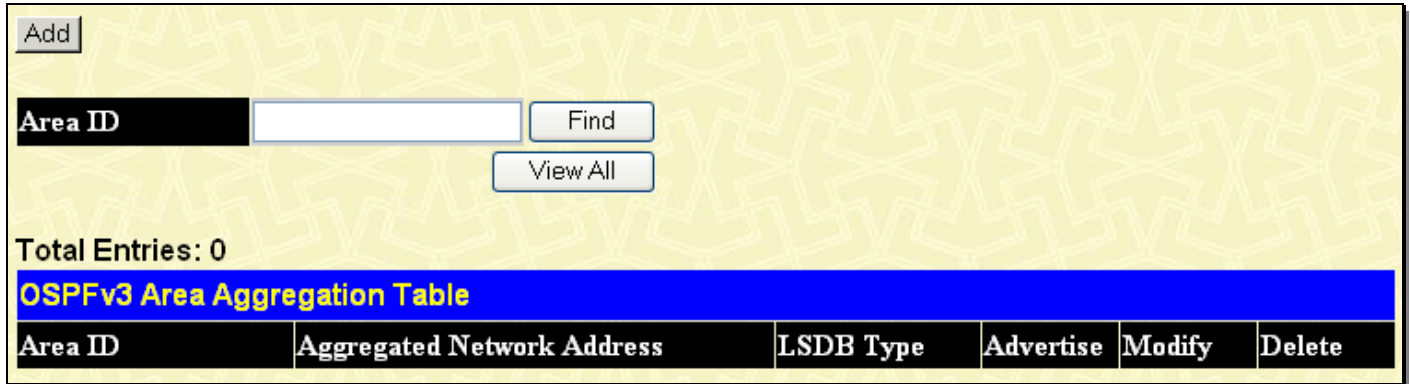 Add
Area ID Find
View All
Total Entries: 0
OSPFv3 Area Aggregation Table
Area ID Aggregated Network Address LSDB Type Advertise Modify Delete